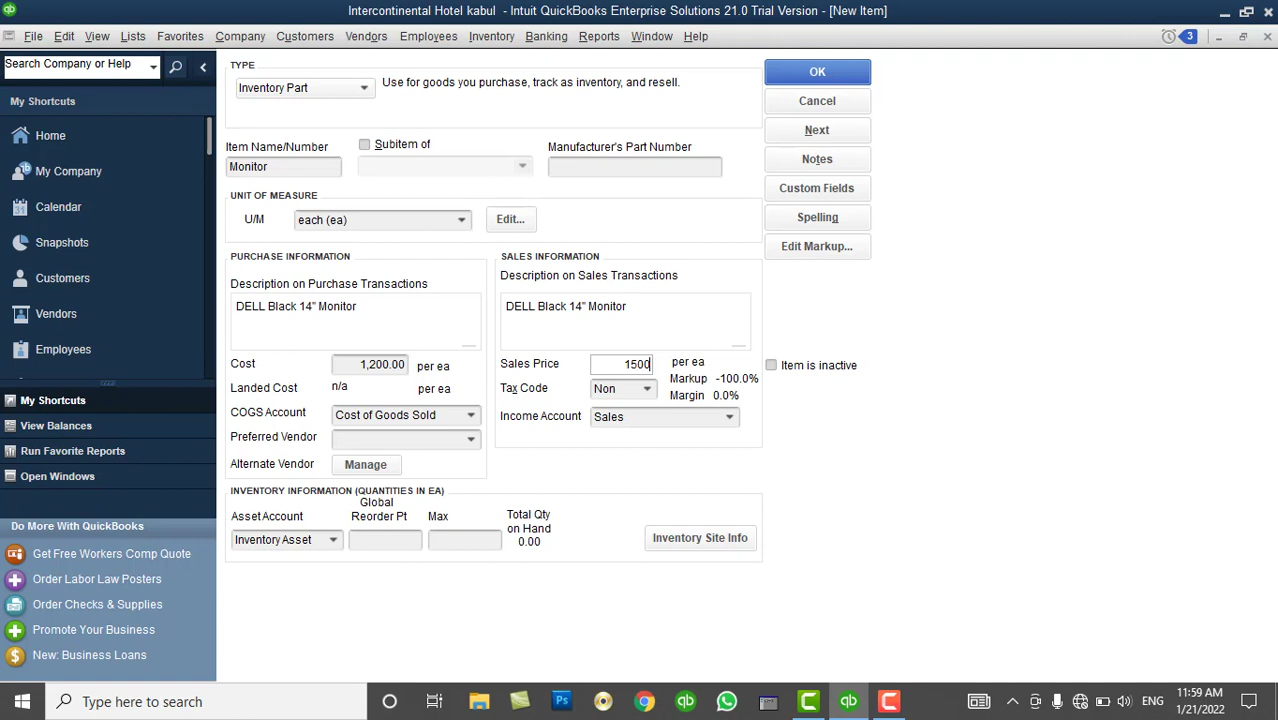 Intercontinental Hotel kabul - Intuit QuickBooks Enterprise Solutions 21.0 Trial Version - [New Item]
File Edit View Lists Favorites Company Customers Vendors Employees Inventory Banking Reports Window Help 3
Search Company or Help
My Shortcuts
Home
My Company
Calendar
Snapshots
Customers
Vendors
Employees
My Shortcuts
View Balances
Run Favorite Reports
Open Windows
Do More With QuickBooks
Get Free Workers Comp Quote
Order Labor Law Posters
Order Checks & Supplies
Promote Your Business
New: Business Loans
TYPE
Inventory Part Use for goods you purchase, track as inventory, and resell.
Item Name/Number Subitem of Manufacturer's Part Number
Monitor
UNIT OF MEASURE
U/M each (ea) Edit...
PURCHASE INFORMATION
Description on Purchase Transactions
DELL Black 14" Monitor
Cost 1,200.00 per ea
Landed Cost n/a per ea
COGS Account Cost of Goods Sold
Preferred Vendor
Alternate Vendor Manage
SALES INFORMATION
Description on Sales Transactions
DELL Black 14" Monitor
Sales Price 1500 per ea
Markup -100.0%
Tax Code Non
Margin 0.0%
Income Account Sales
INVENTORY INFORMATION (QUANTITIES IN EA)
Asset Account Global Reorder Pt Max Total Qty on Hand
Inventory Asset 0.00 Inventory Site Info
OK
Cancel
Next
Notes
Custom Fields
Spelling
Edit Markup...
Item is inactive
Type here to search
Ps
ENG
11:59 AM
1/21/2022